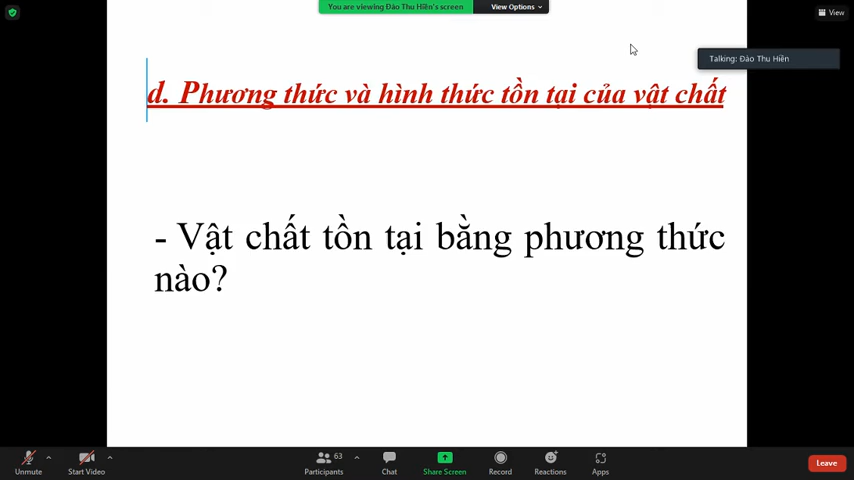 You are viewing Đào Thu Hiền's screen
View Options
View
Talking: Đào Thu Hiền
d. Phương thức và hình thức tồn tại của vật chất
- Vật chất tồn tại bằng phương thức
nào?
Unmute
Start Video
Participants
63
Chat
Share Screen
Record
Reactions
Apps
Leave